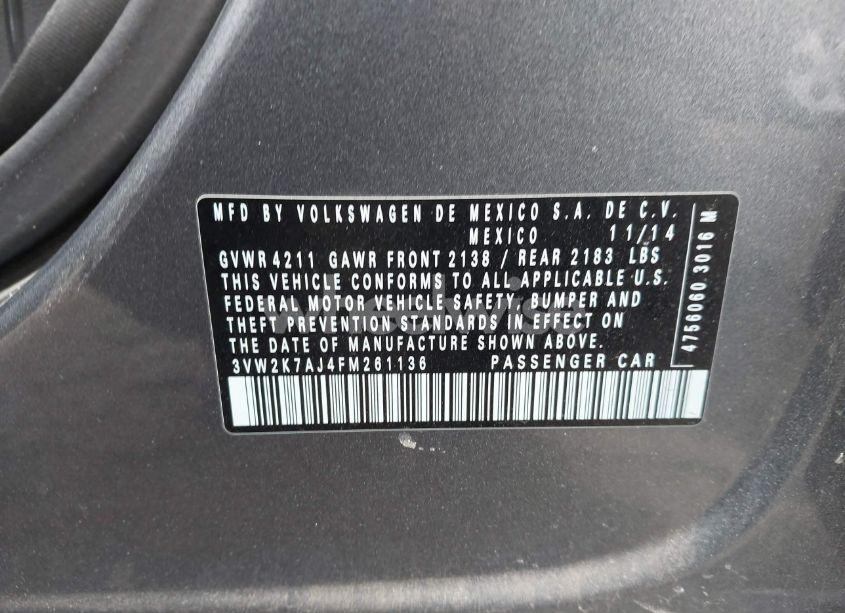 MFD BY VOLKSWAGEN DE MEXICO S.A. DE C.V.
MEXICO 11/14
GVWR 4211 GAWR FRONT 2138 / REAR 2183 LBS
THIS VEHICLE CONFORMS TO ALL APPLICABLE U.S.
FEDERAL MOTOR VEHICLE SAFETY, BUMPER AND
THEFT PREVENTION STANDARDS IN EFFECT ON
THE DATE OF MANUFACTURE SHOWN ABOVE.
3VW2K7AJ4FM261136 PASSENGER CAR
4756060 3016 M